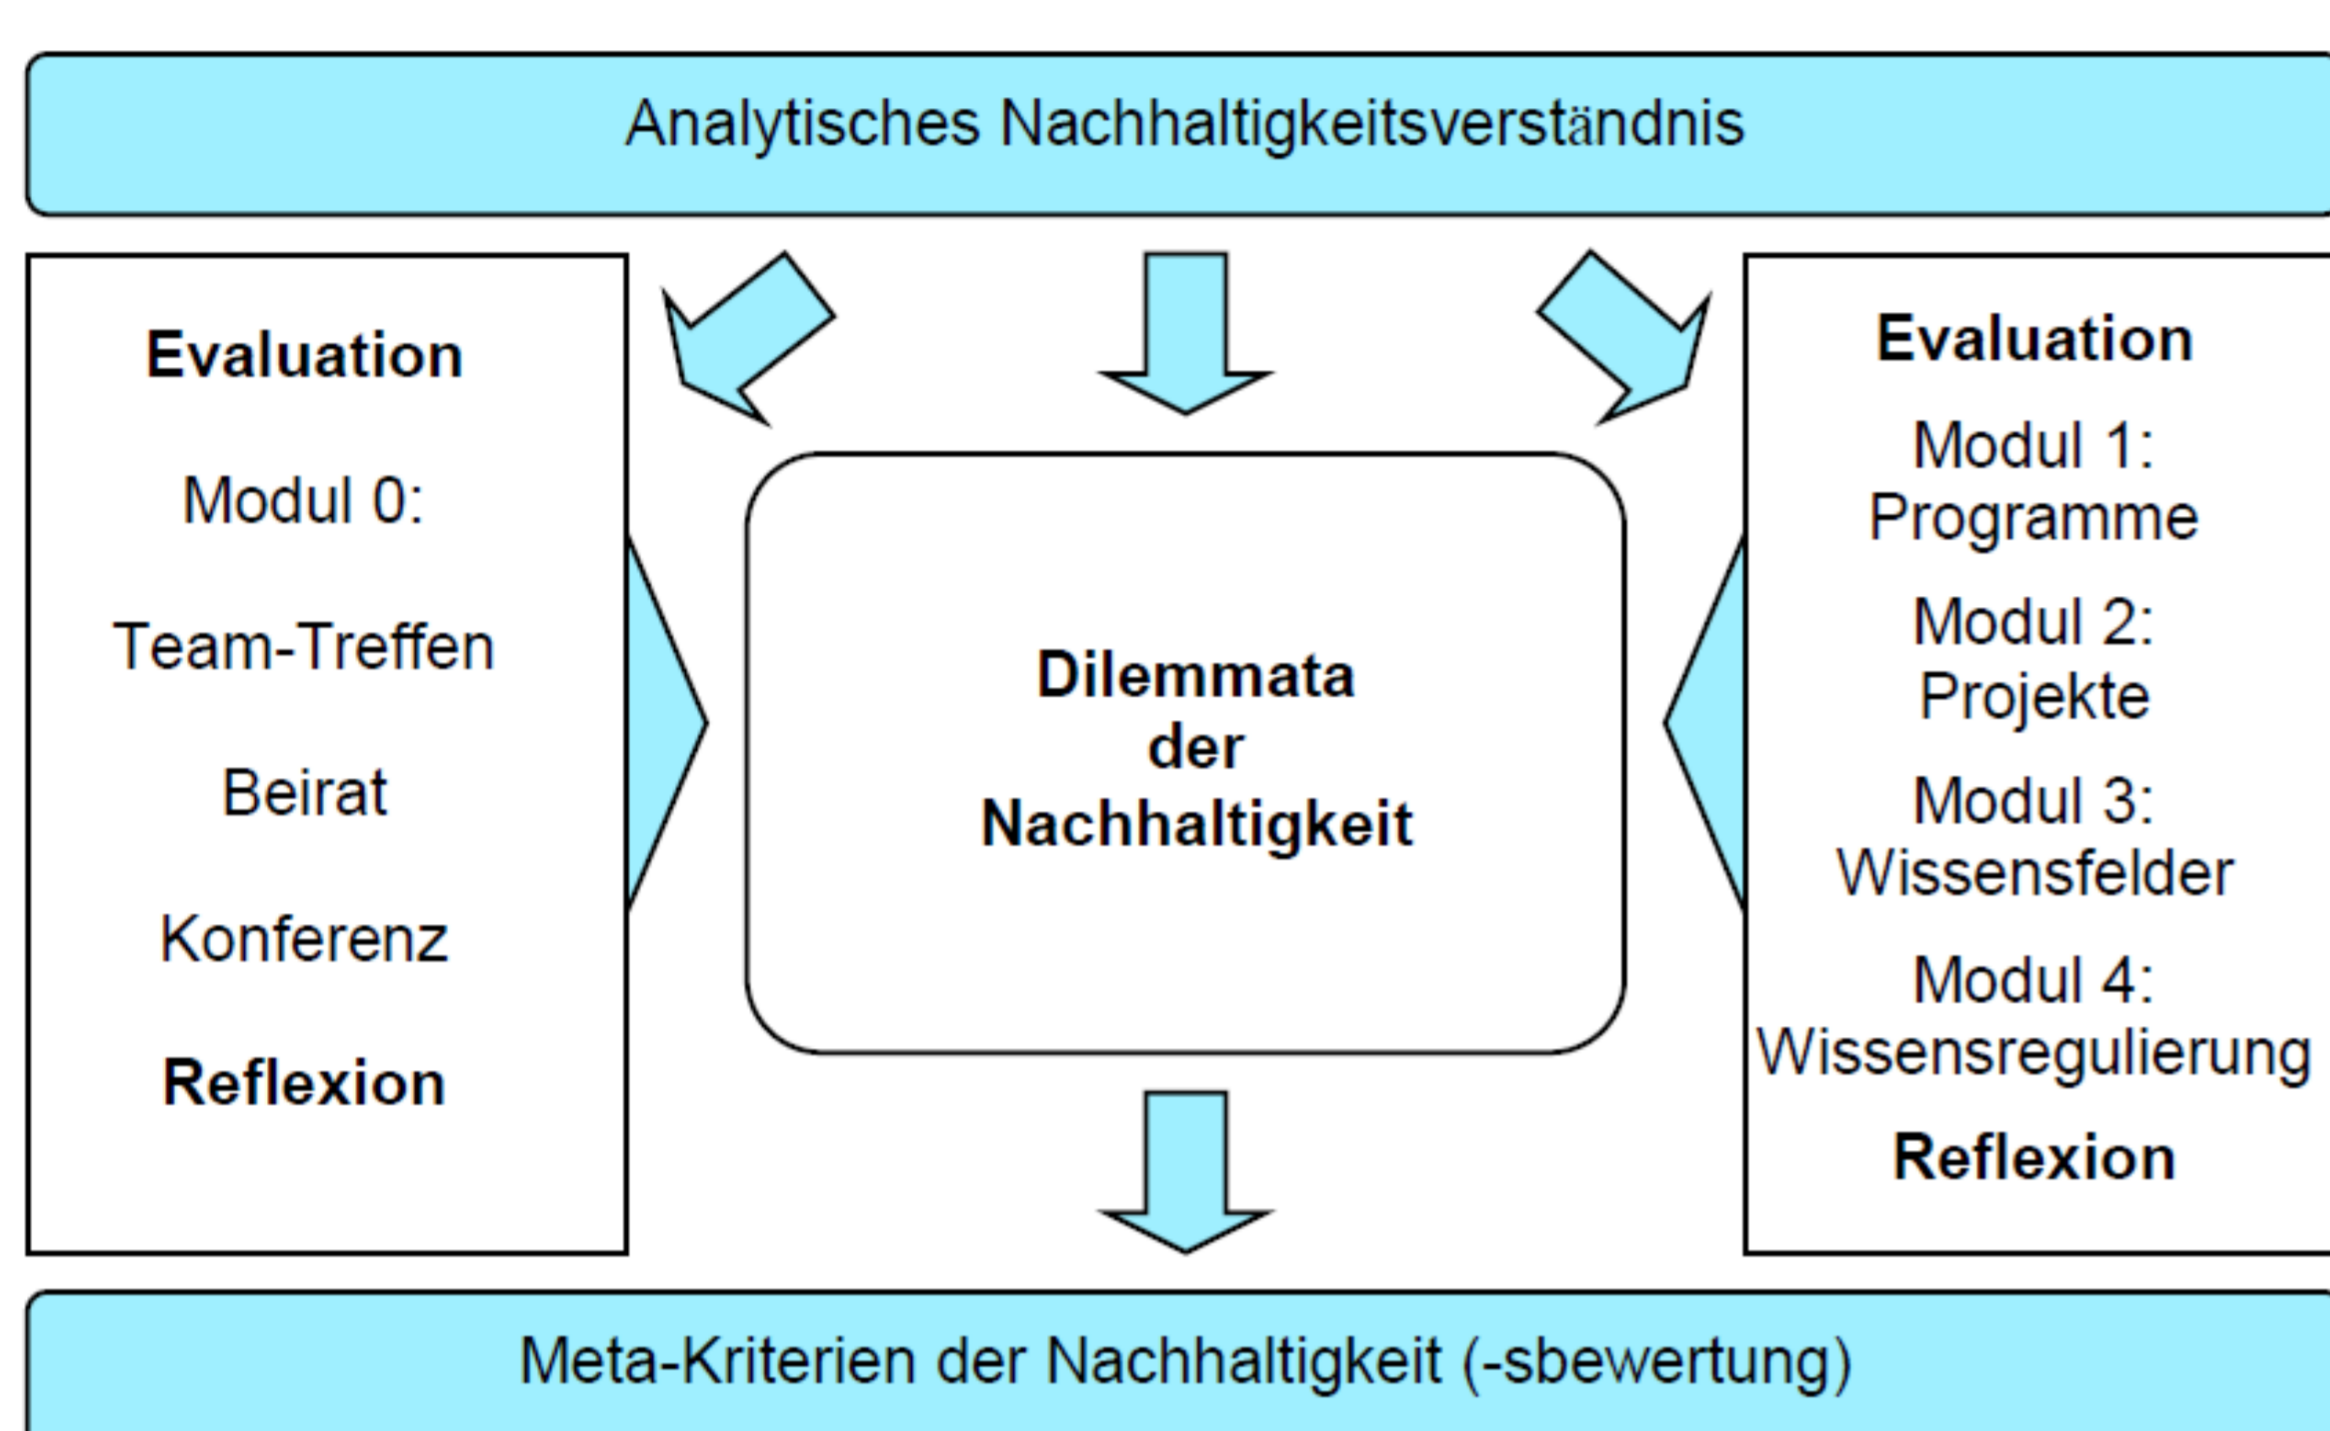 Analytisches Nachhaltigkeitsverständnis
Evaluation
Modul 0:
Team-Treffen
Beirat
Konferenz
Reflexion
Dilemmata
der
Nachhaltigkeit
Evaluation
Modul 1:
Programme
Modul 2:
Projekte
Modul 3:
Wissensfelder
Modul 4:
Wissensregulierung
Reflexion
Meta-Kriterien der Nachhaltigkeit (-sbewertung)